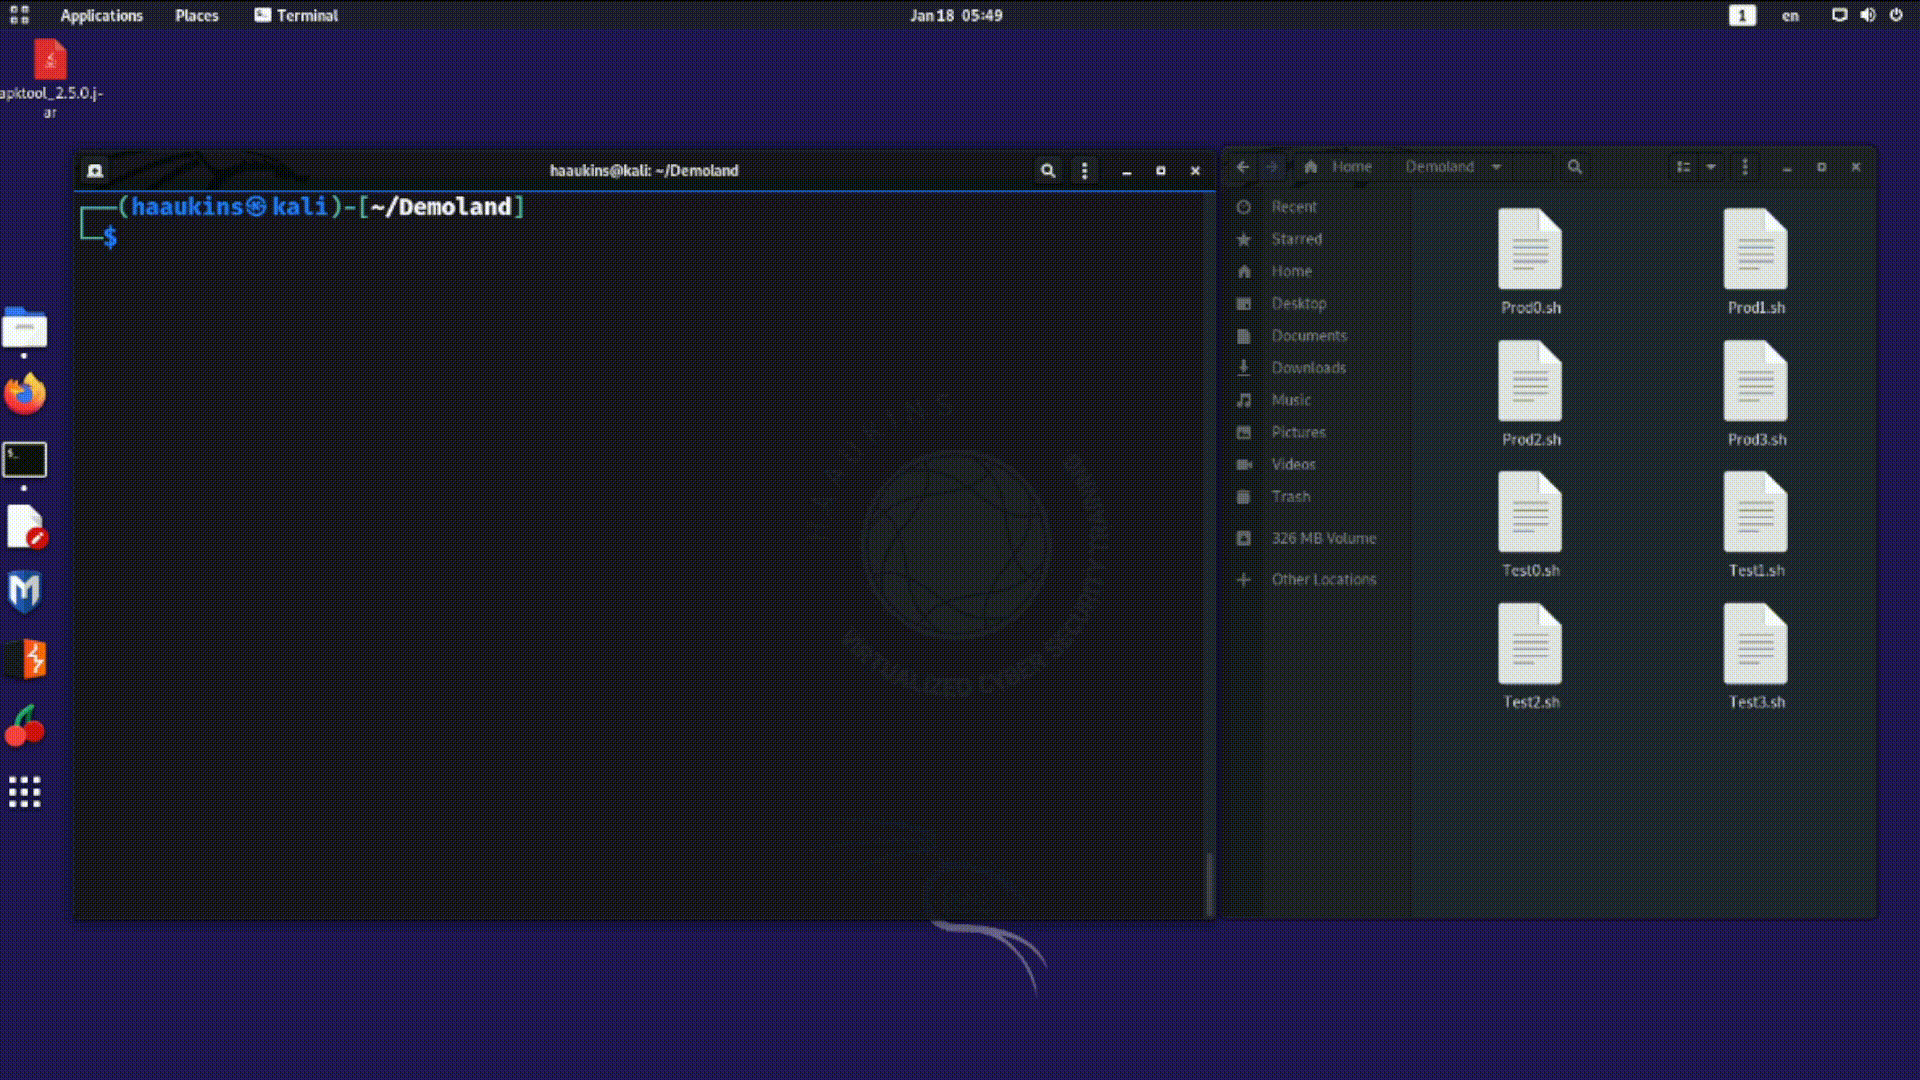 Applications Places Terminal Jan 18 05:49 1 en
apktool_2.5.0.j-
ar
haaukins@kali: ~/Demoland
(haaukins㉿kali)-[~/Demoland]
$
Home Demoland
Recent
Starred
Home
Desktop
Documents
Downloads
Music
Pictures
Videos
Trash
326 MB Volume
Other Locations
Prod0.sh Prod1.sh
Prod2.sh Prod3.sh
Test0.sh Test1.sh
Test2.sh Test3.sh
HAAUKINS
VIRTUALIZED CYBER SECURITY TRAINING